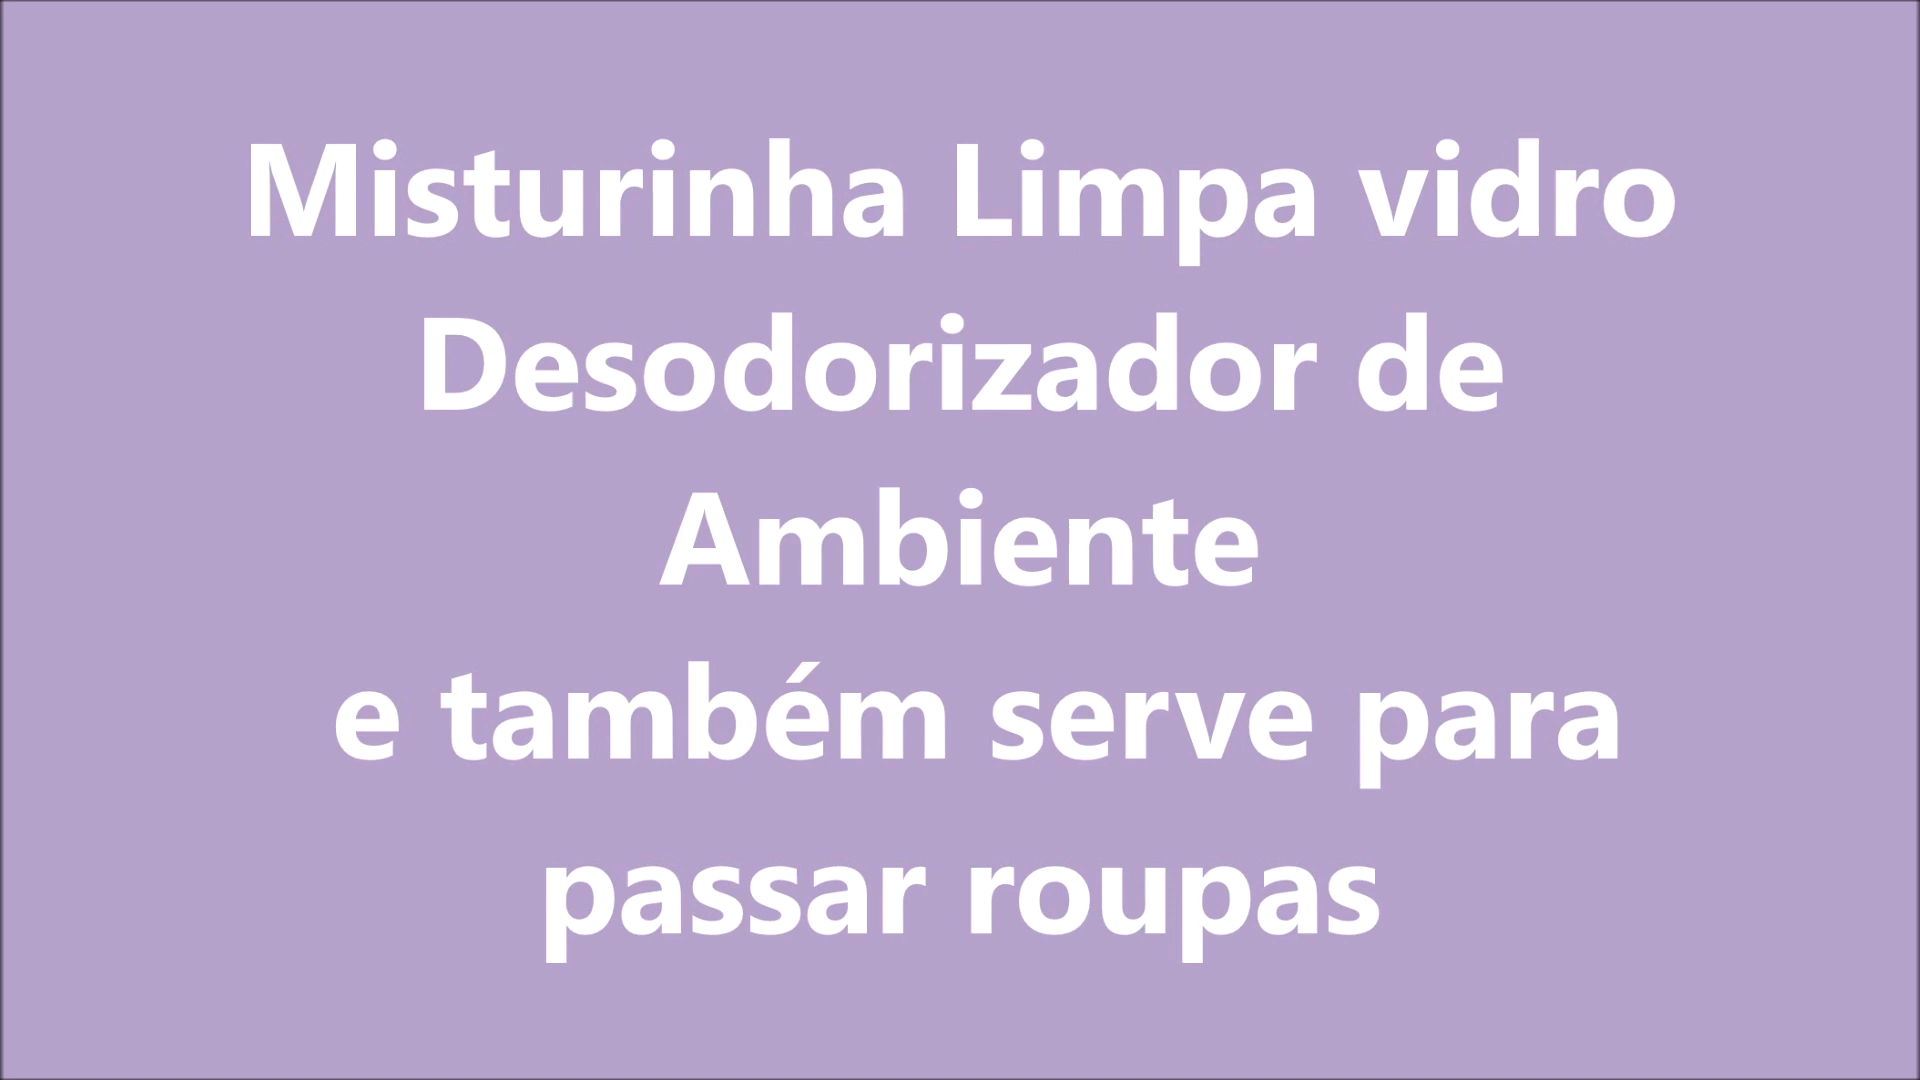 Misturinha Limpa vidro
Desodorizador de
Ambiente
e também serve para
passar roupas